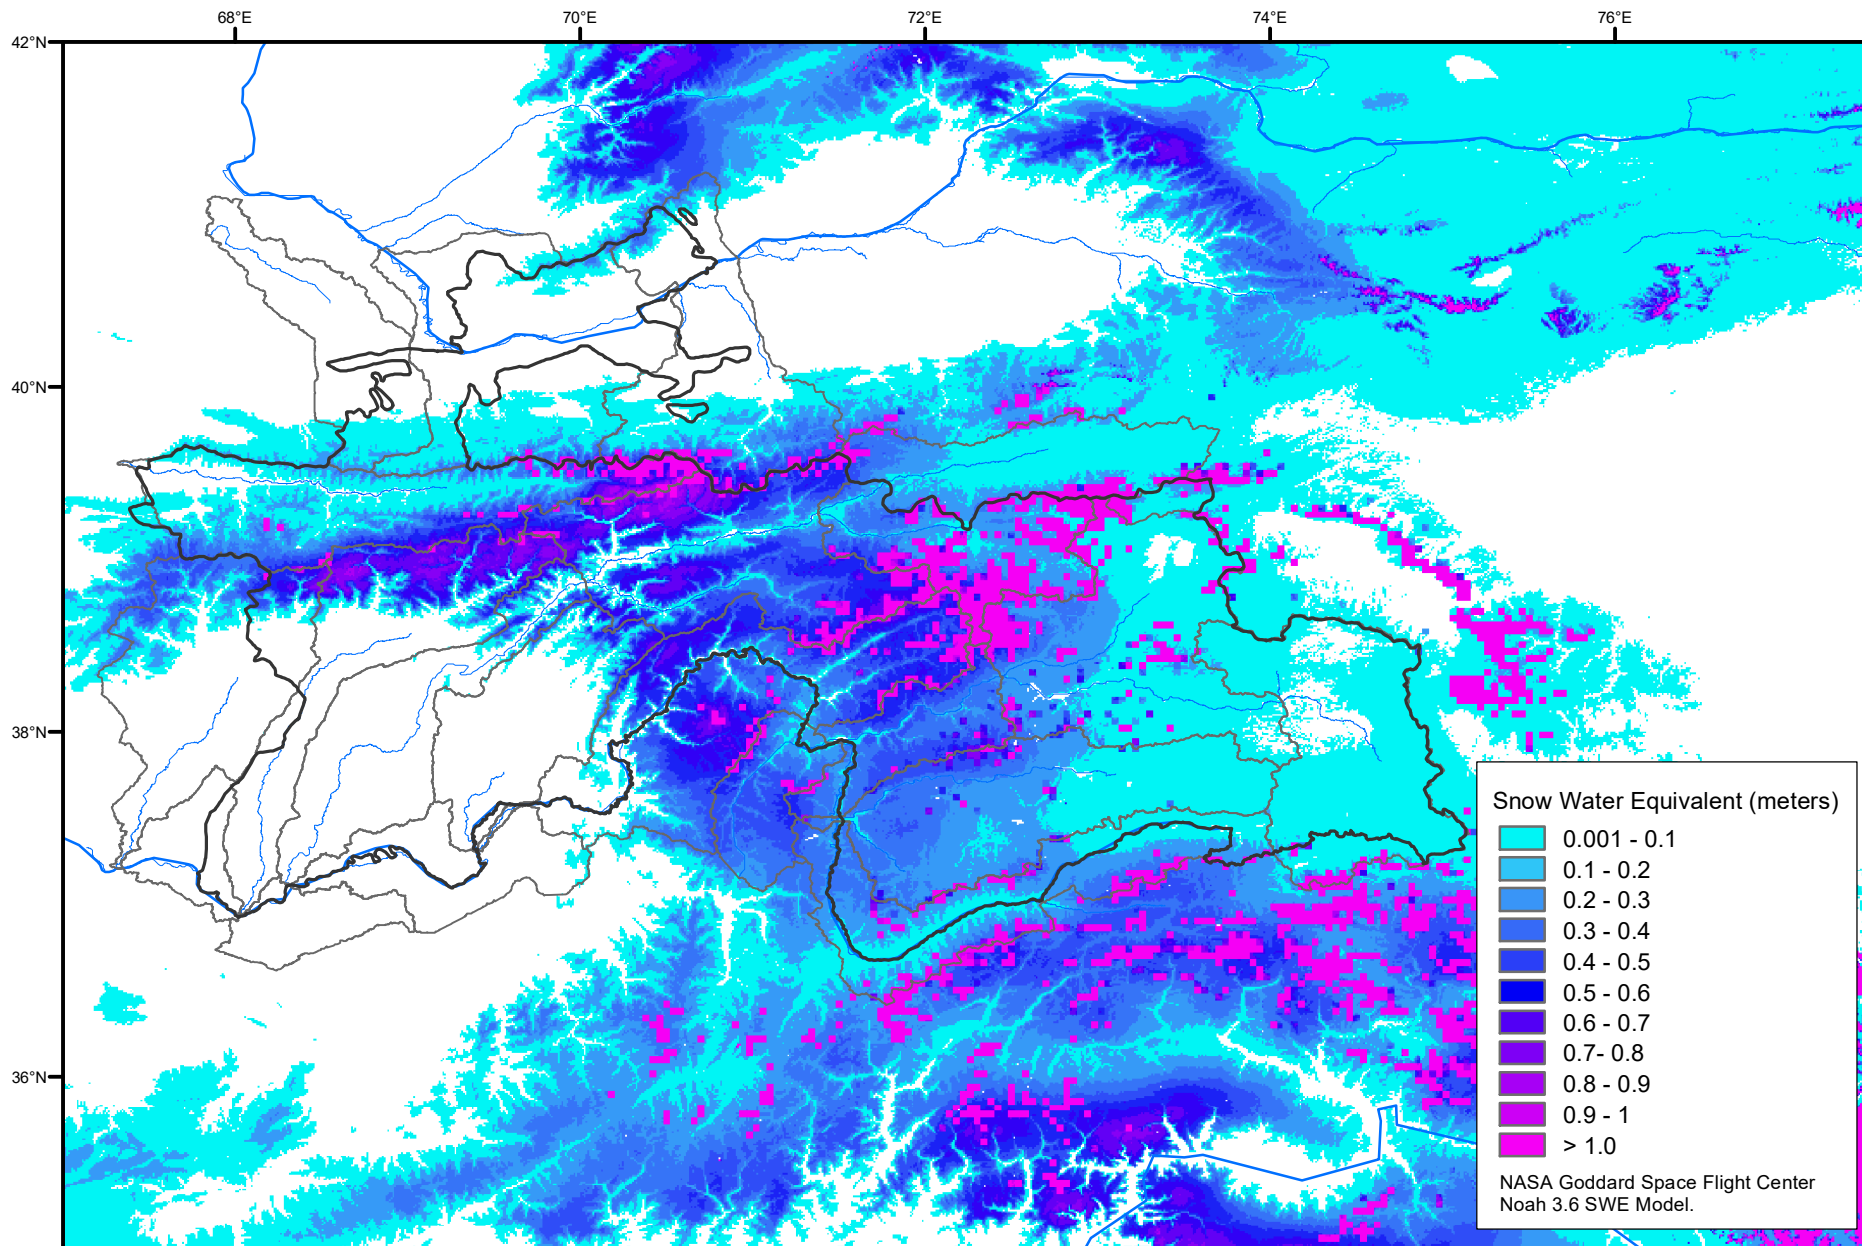 68°E 70°E 72°E 74°E 76°E
42°N
40°N
38°N
36°N
Snow Water Equivalent (meters)
0.001 - 0.1
0.1 - 0.2
0.2 - 0.3
0.3 - 0.4
0.4 - 0.5
0.5 - 0.6
0.6 - 0.7
0.7- 0.8
0.8 - 0.9
0.9 - 1
> 1.0
NASA Goddard Space Flight Center
Noah 3.6 SWE Model.